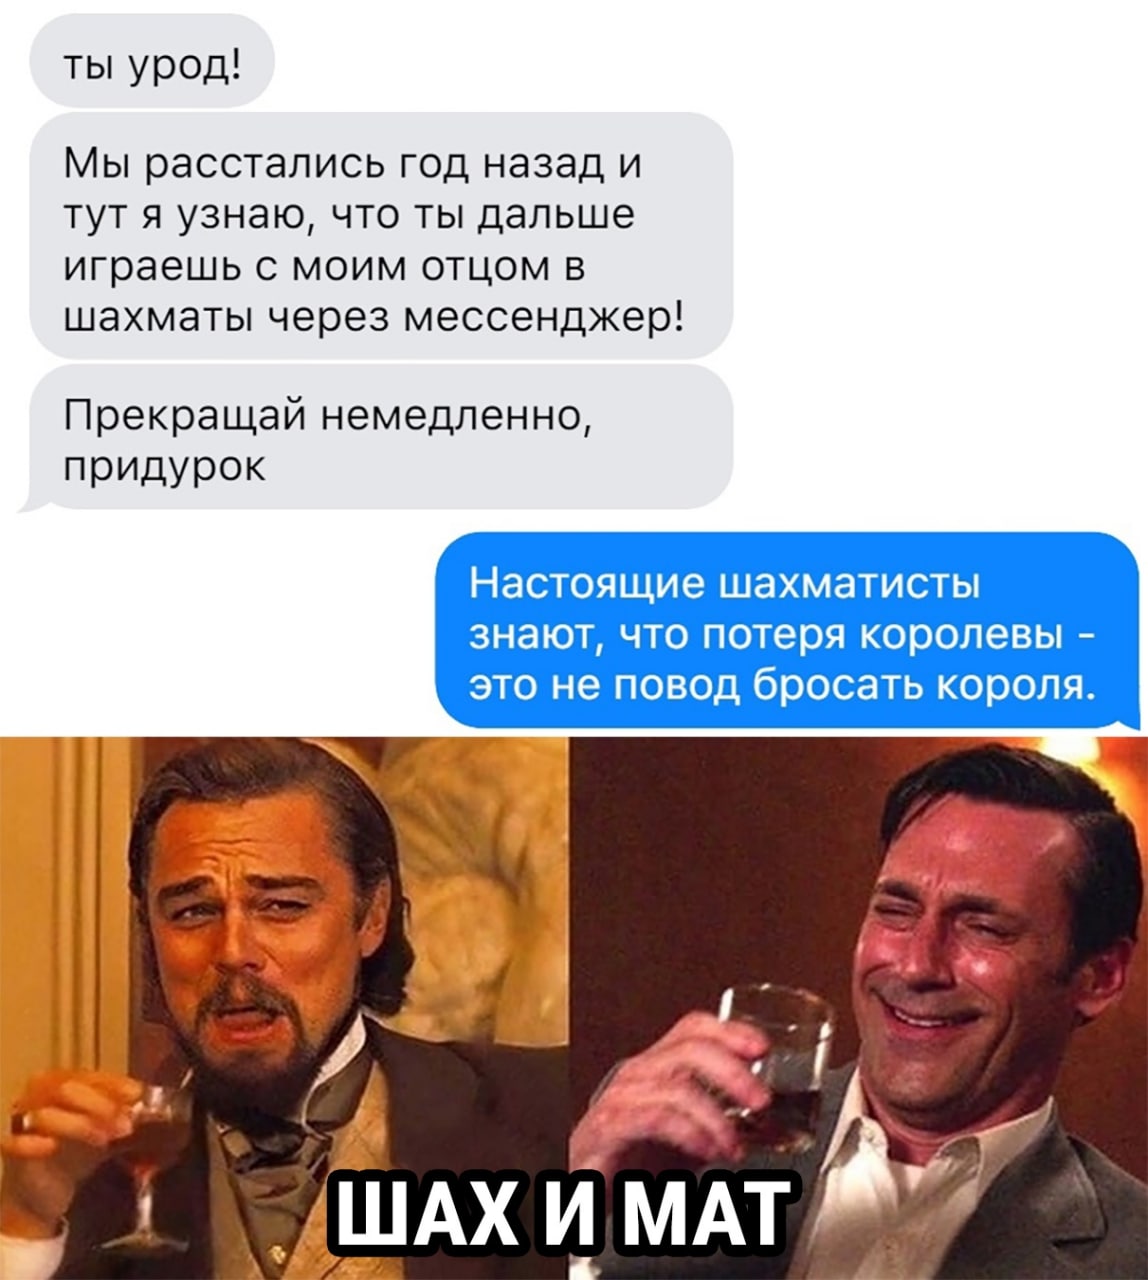 ты урод!
Мы расстались год назад и
тут я узнаю, что ты дальше
играешь с моим отцом в
шахматы через мессенджер!
Прекращай немедленно,
придурок
Настоящие шахматисты
знают, что потеря королевы -
это не повод бросать короля.
ШАХ И МАТ